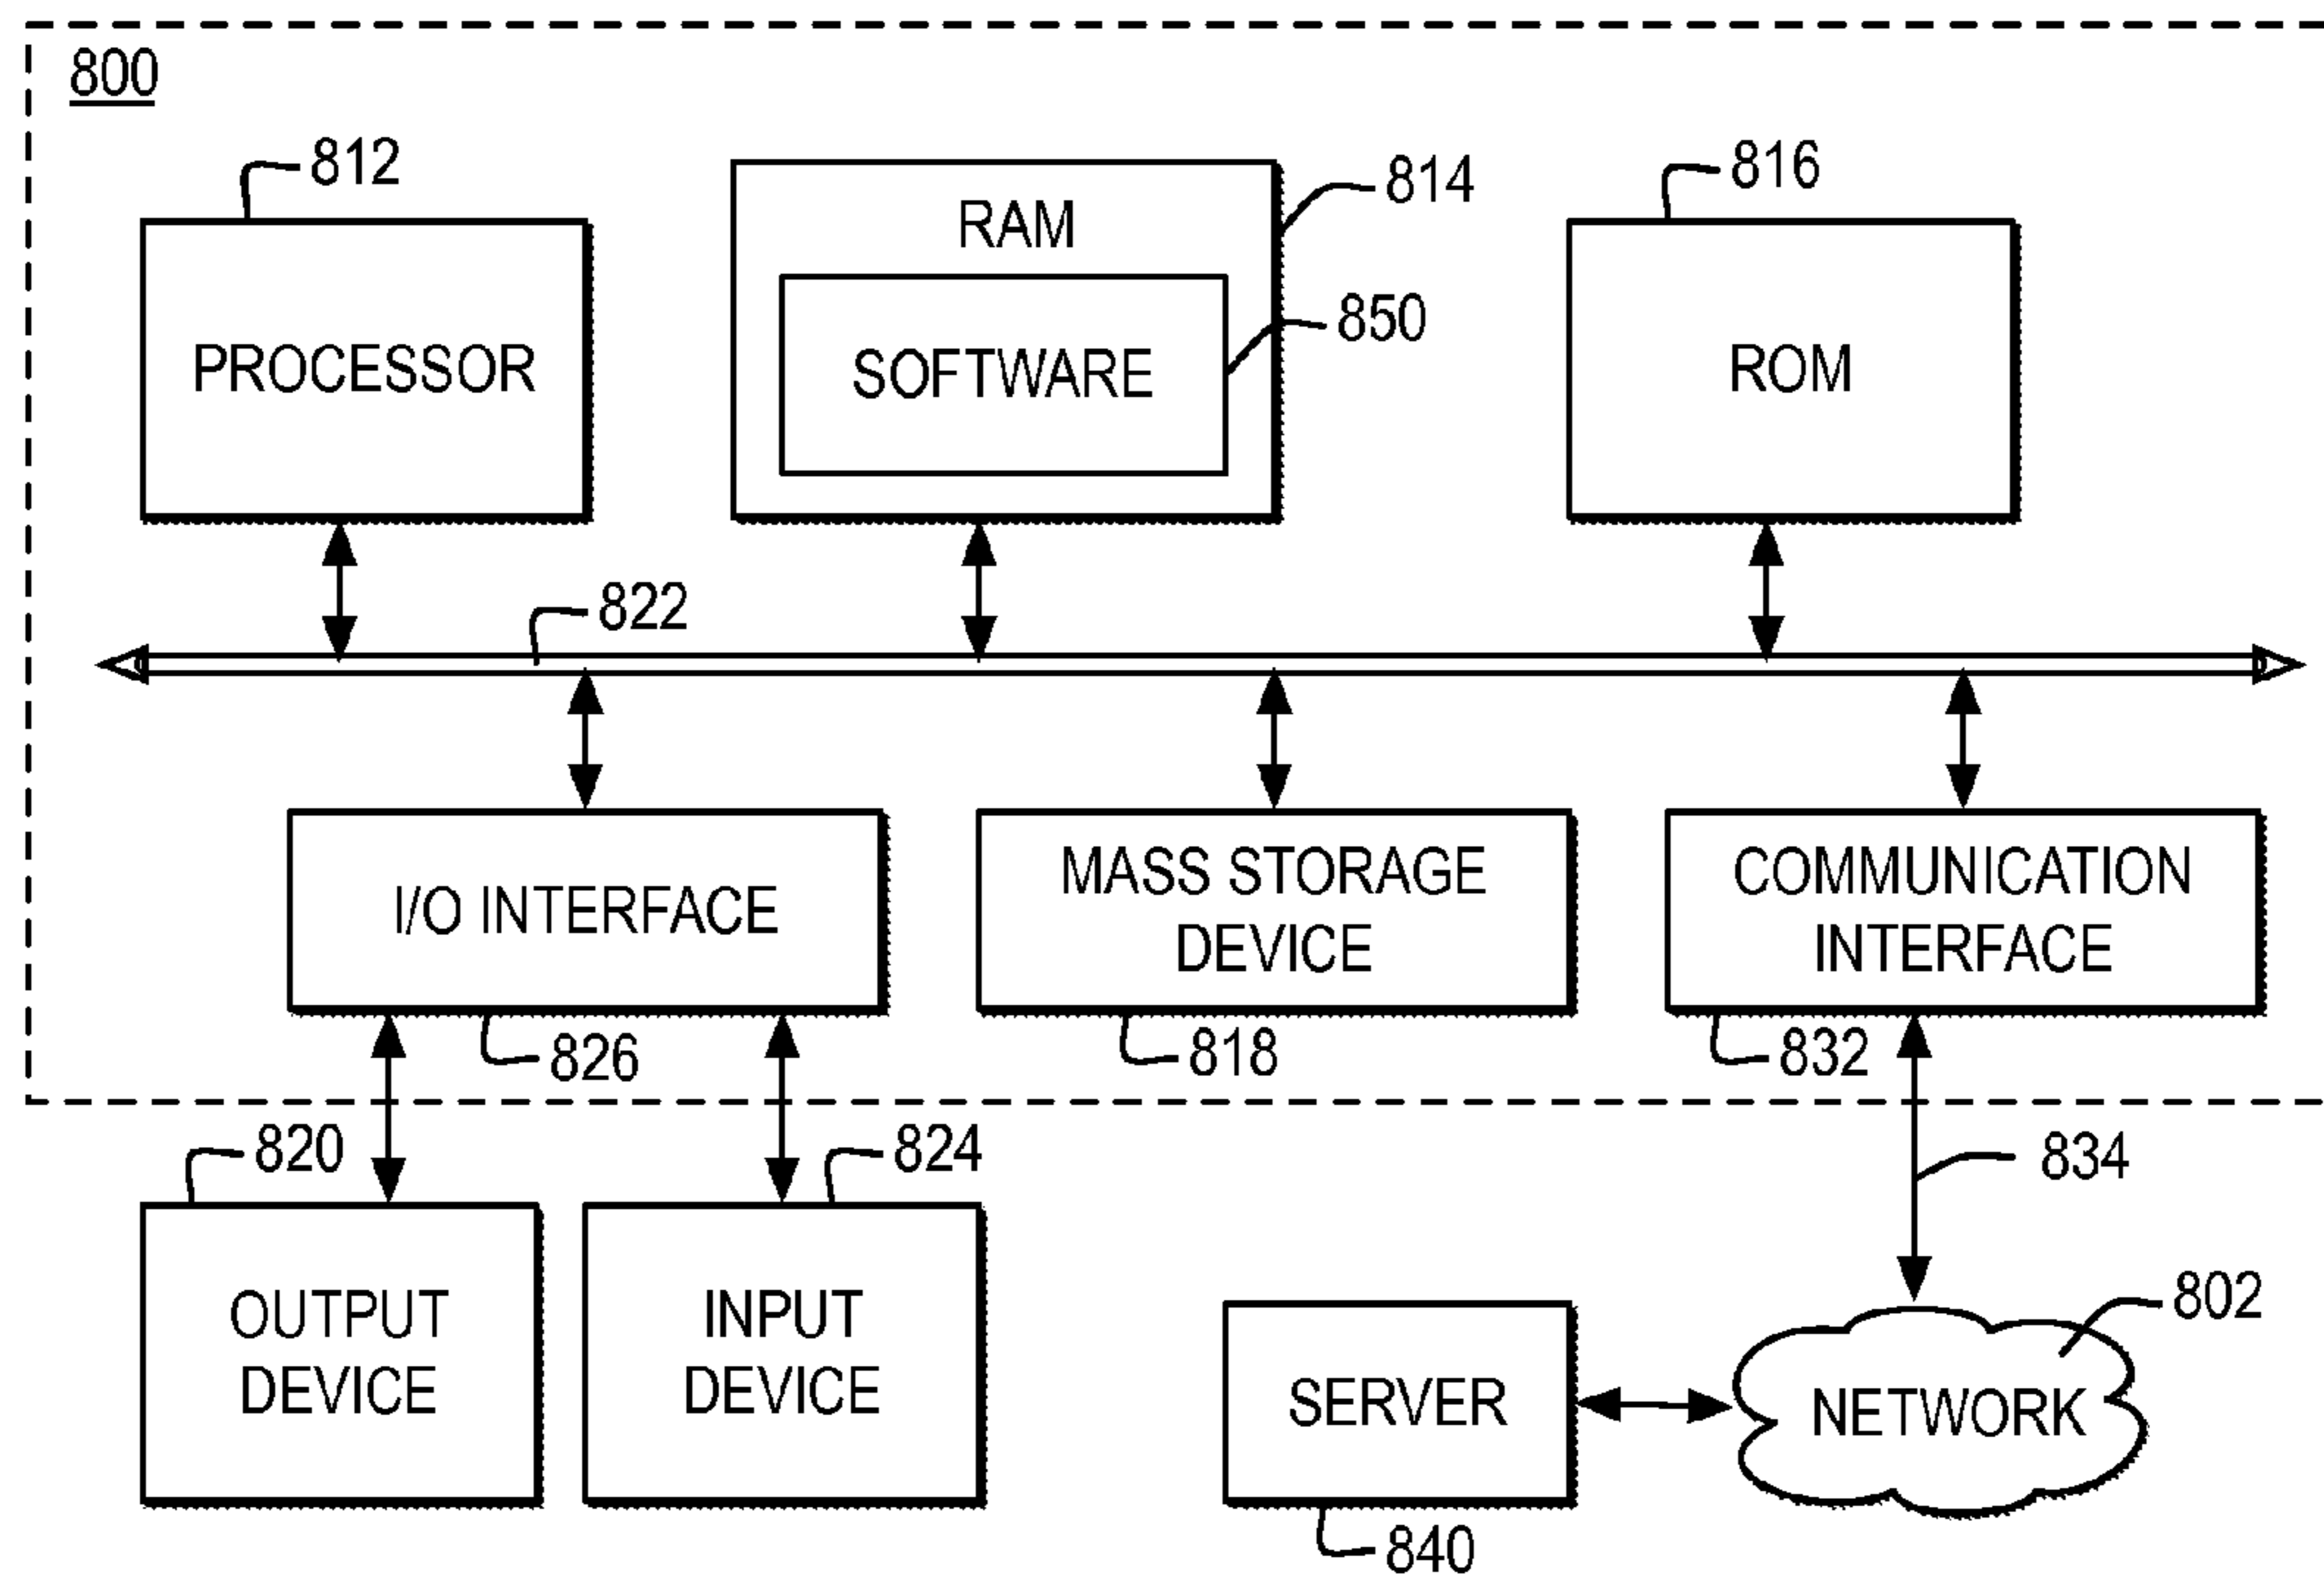 800
812
814
816
RAM
850
PROCESSOR
SOFTWARE
ROM
822
I/O INTERFACE
MASS STORAGE
DEVICE
COMMUNICATION
INTERFACE
826
818
832
820
824
834
OUTPUT
DEVICE
INPUT
DEVICE
802
SERVER
NETWORK
840